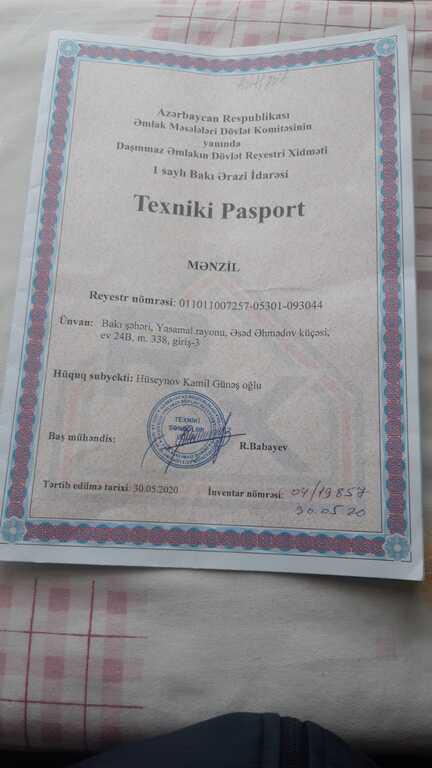 Azərbaycan Respublikası
Əmlak Məsələləri Dövlət Komitəsinin
yanında
Daşınmaz Əmlakın Dövlət Reyestri Xidməti
1 saylı Bakı Ərazi İdarəsi
Texniki Pasport
MƏNZİL
Reyestr nömrəsi: 011011007257-05301-093044
Ünvan: Bakı şəhəri, Yasamal rayonu, Əsəd Əhmədov küçəsi,
ev 24B, m. 338, giriş-3
Hüquq subyekti: Hüseynov Kamil Günəş oğlu
TEXNİKİ
Baş mühəndis: R.Babayev
Tərtib edilmə tarixi: 30.05.2020 İnventar nömrəsi: 04/19857
30.05.20